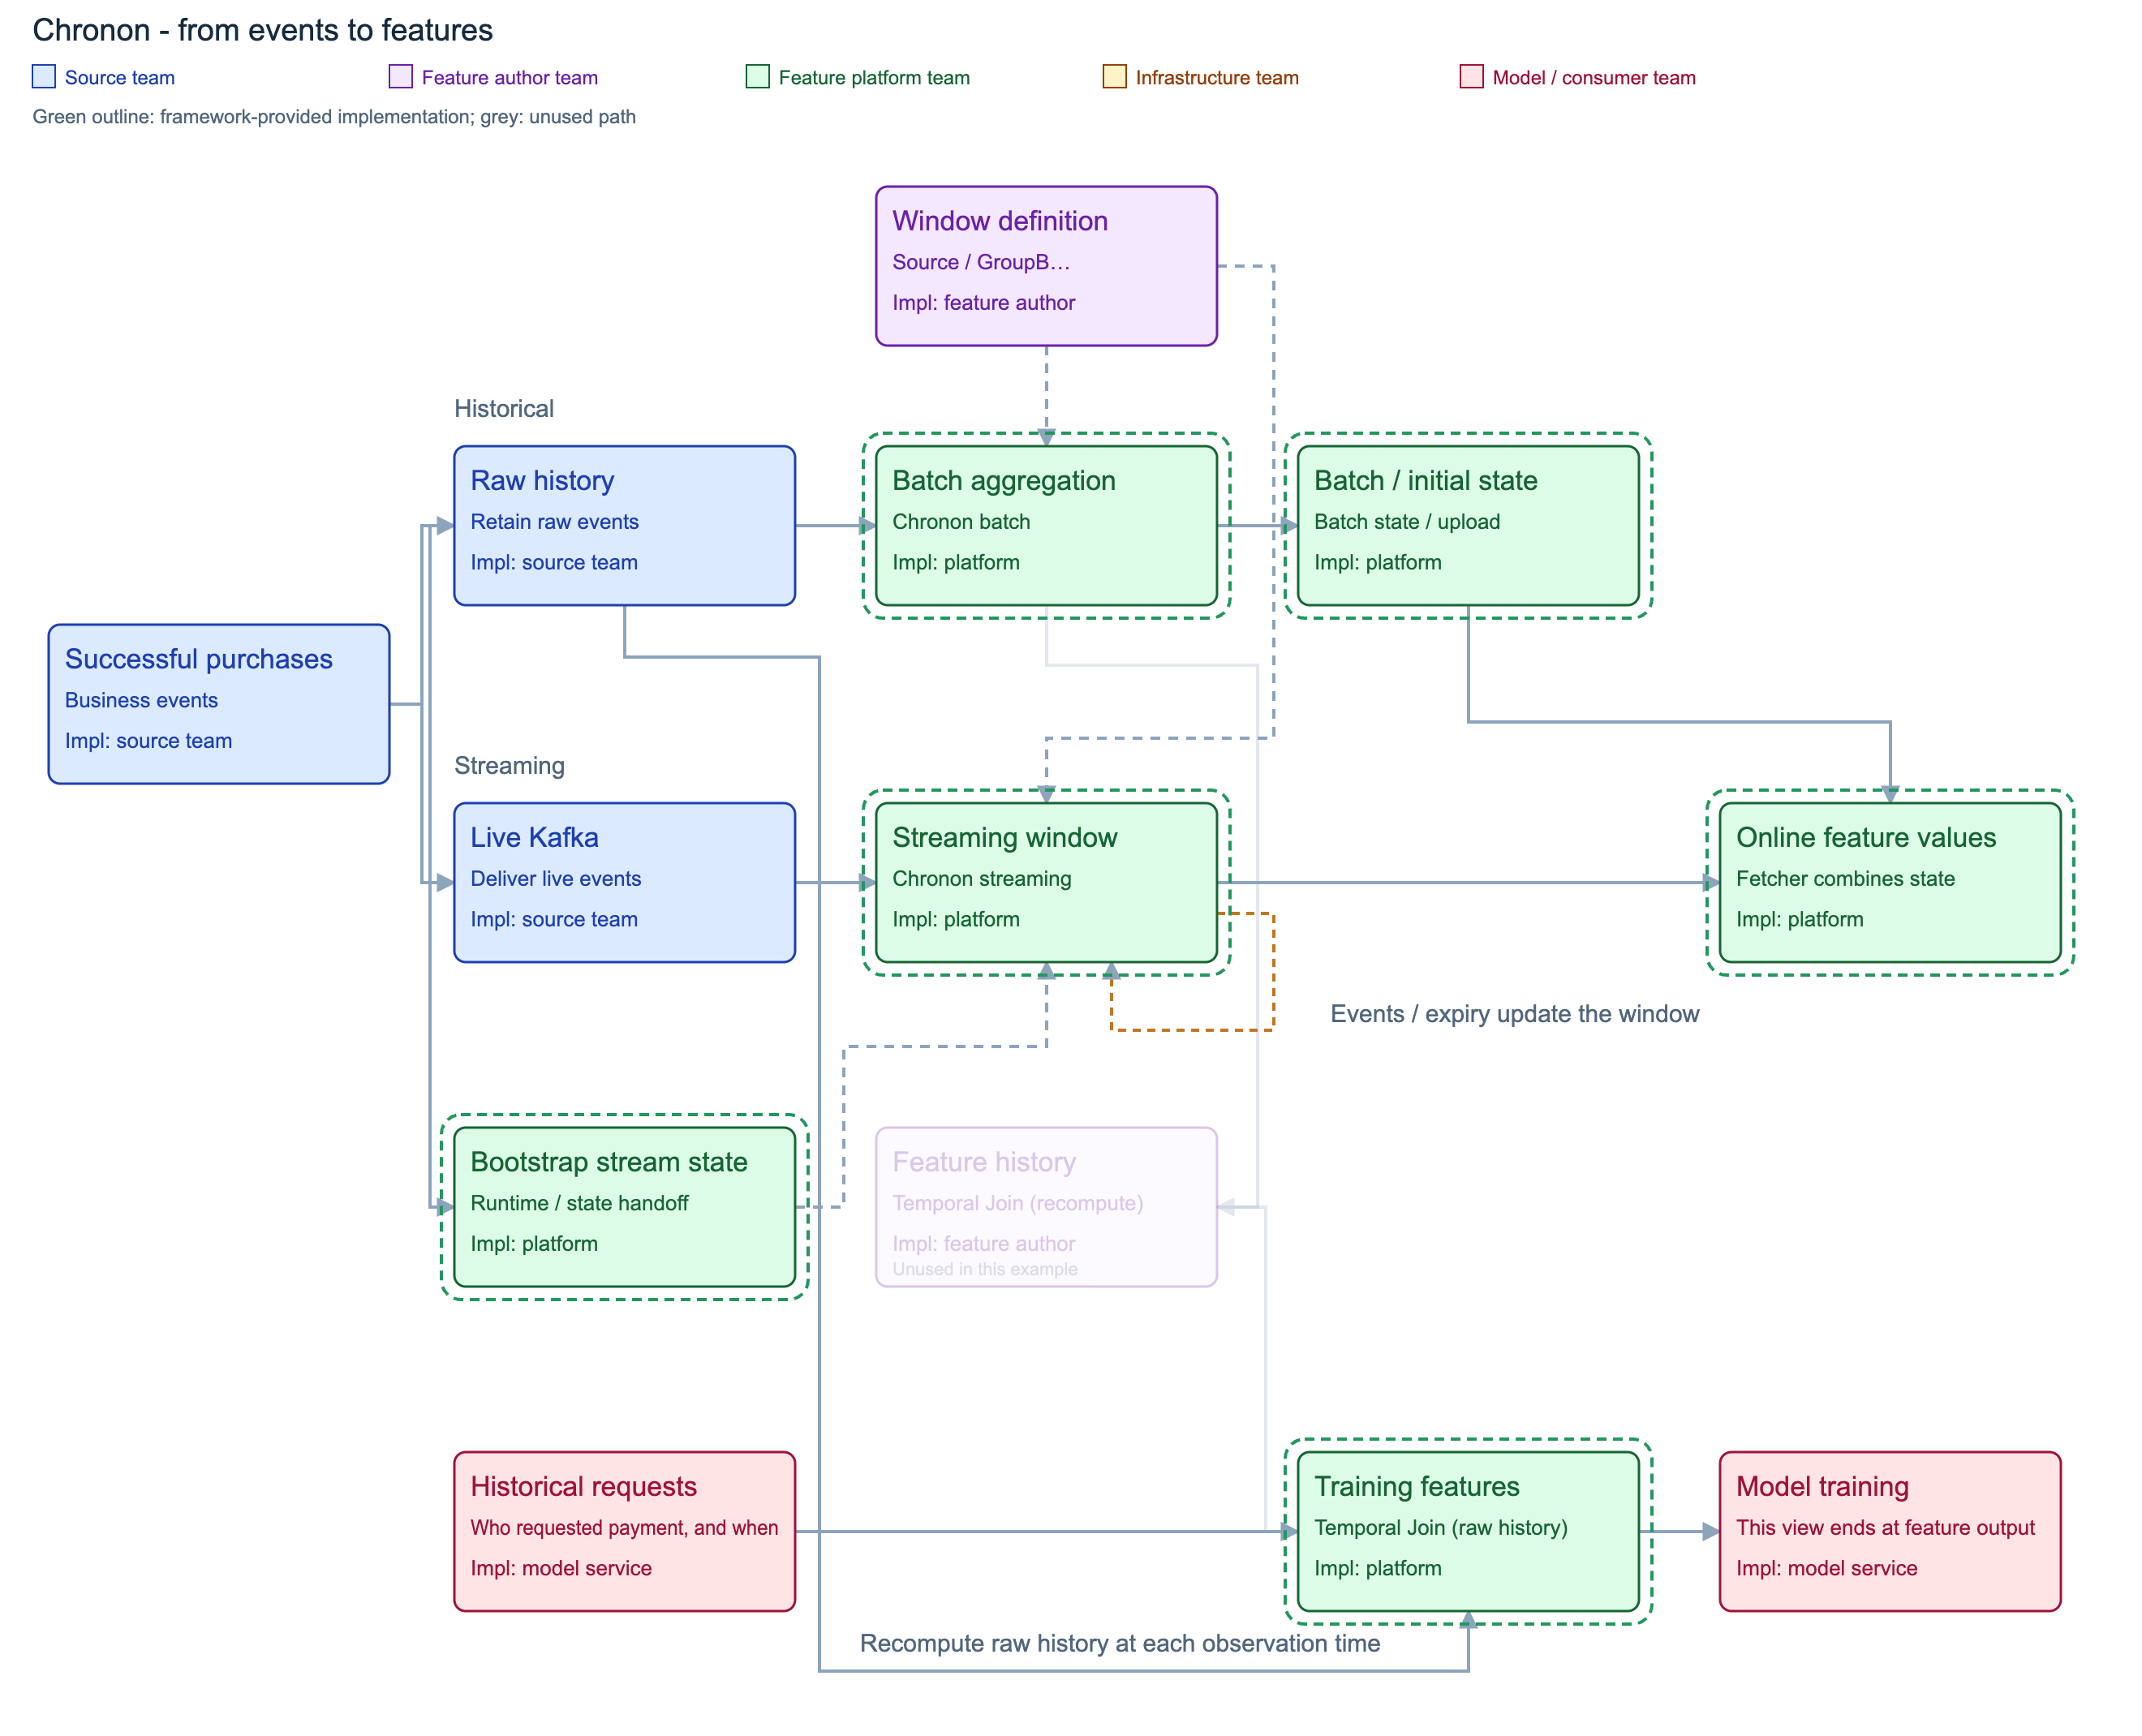 Chronon - from events to features
Source team
Feature author team
Feature platform team
Infrastructure team
Model / consumer team
Green outline: framework-provided implementation; grey: unused path
Window definition
Source / GroupB…
Impl: feature author
Historical
Raw history
Retain raw events
Impl: source team
Batch aggregation
Chronon batch
Impl: platform
Batch / initial state
Batch state / upload
Impl: platform
Successful purchases
Business events
Impl: source team
Streaming
Live Kafka
Deliver live events
Impl: source team
Streaming window
Chronon streaming
Impl: platform
Online feature values
Fetcher combines state
Impl: platform
Events / expiry update the window
Bootstrap stream state
Runtime / state handoff
Impl: platform
Feature history
Temporal Join (recompute)
Impl: feature author
Unused in this example
Historical requests
Who requested payment, and when
Impl: model service
Training features
Temporal Join (raw history)
Impl: platform
Model training
This view ends at feature output
Impl: model service
Recompute raw history at each observation time